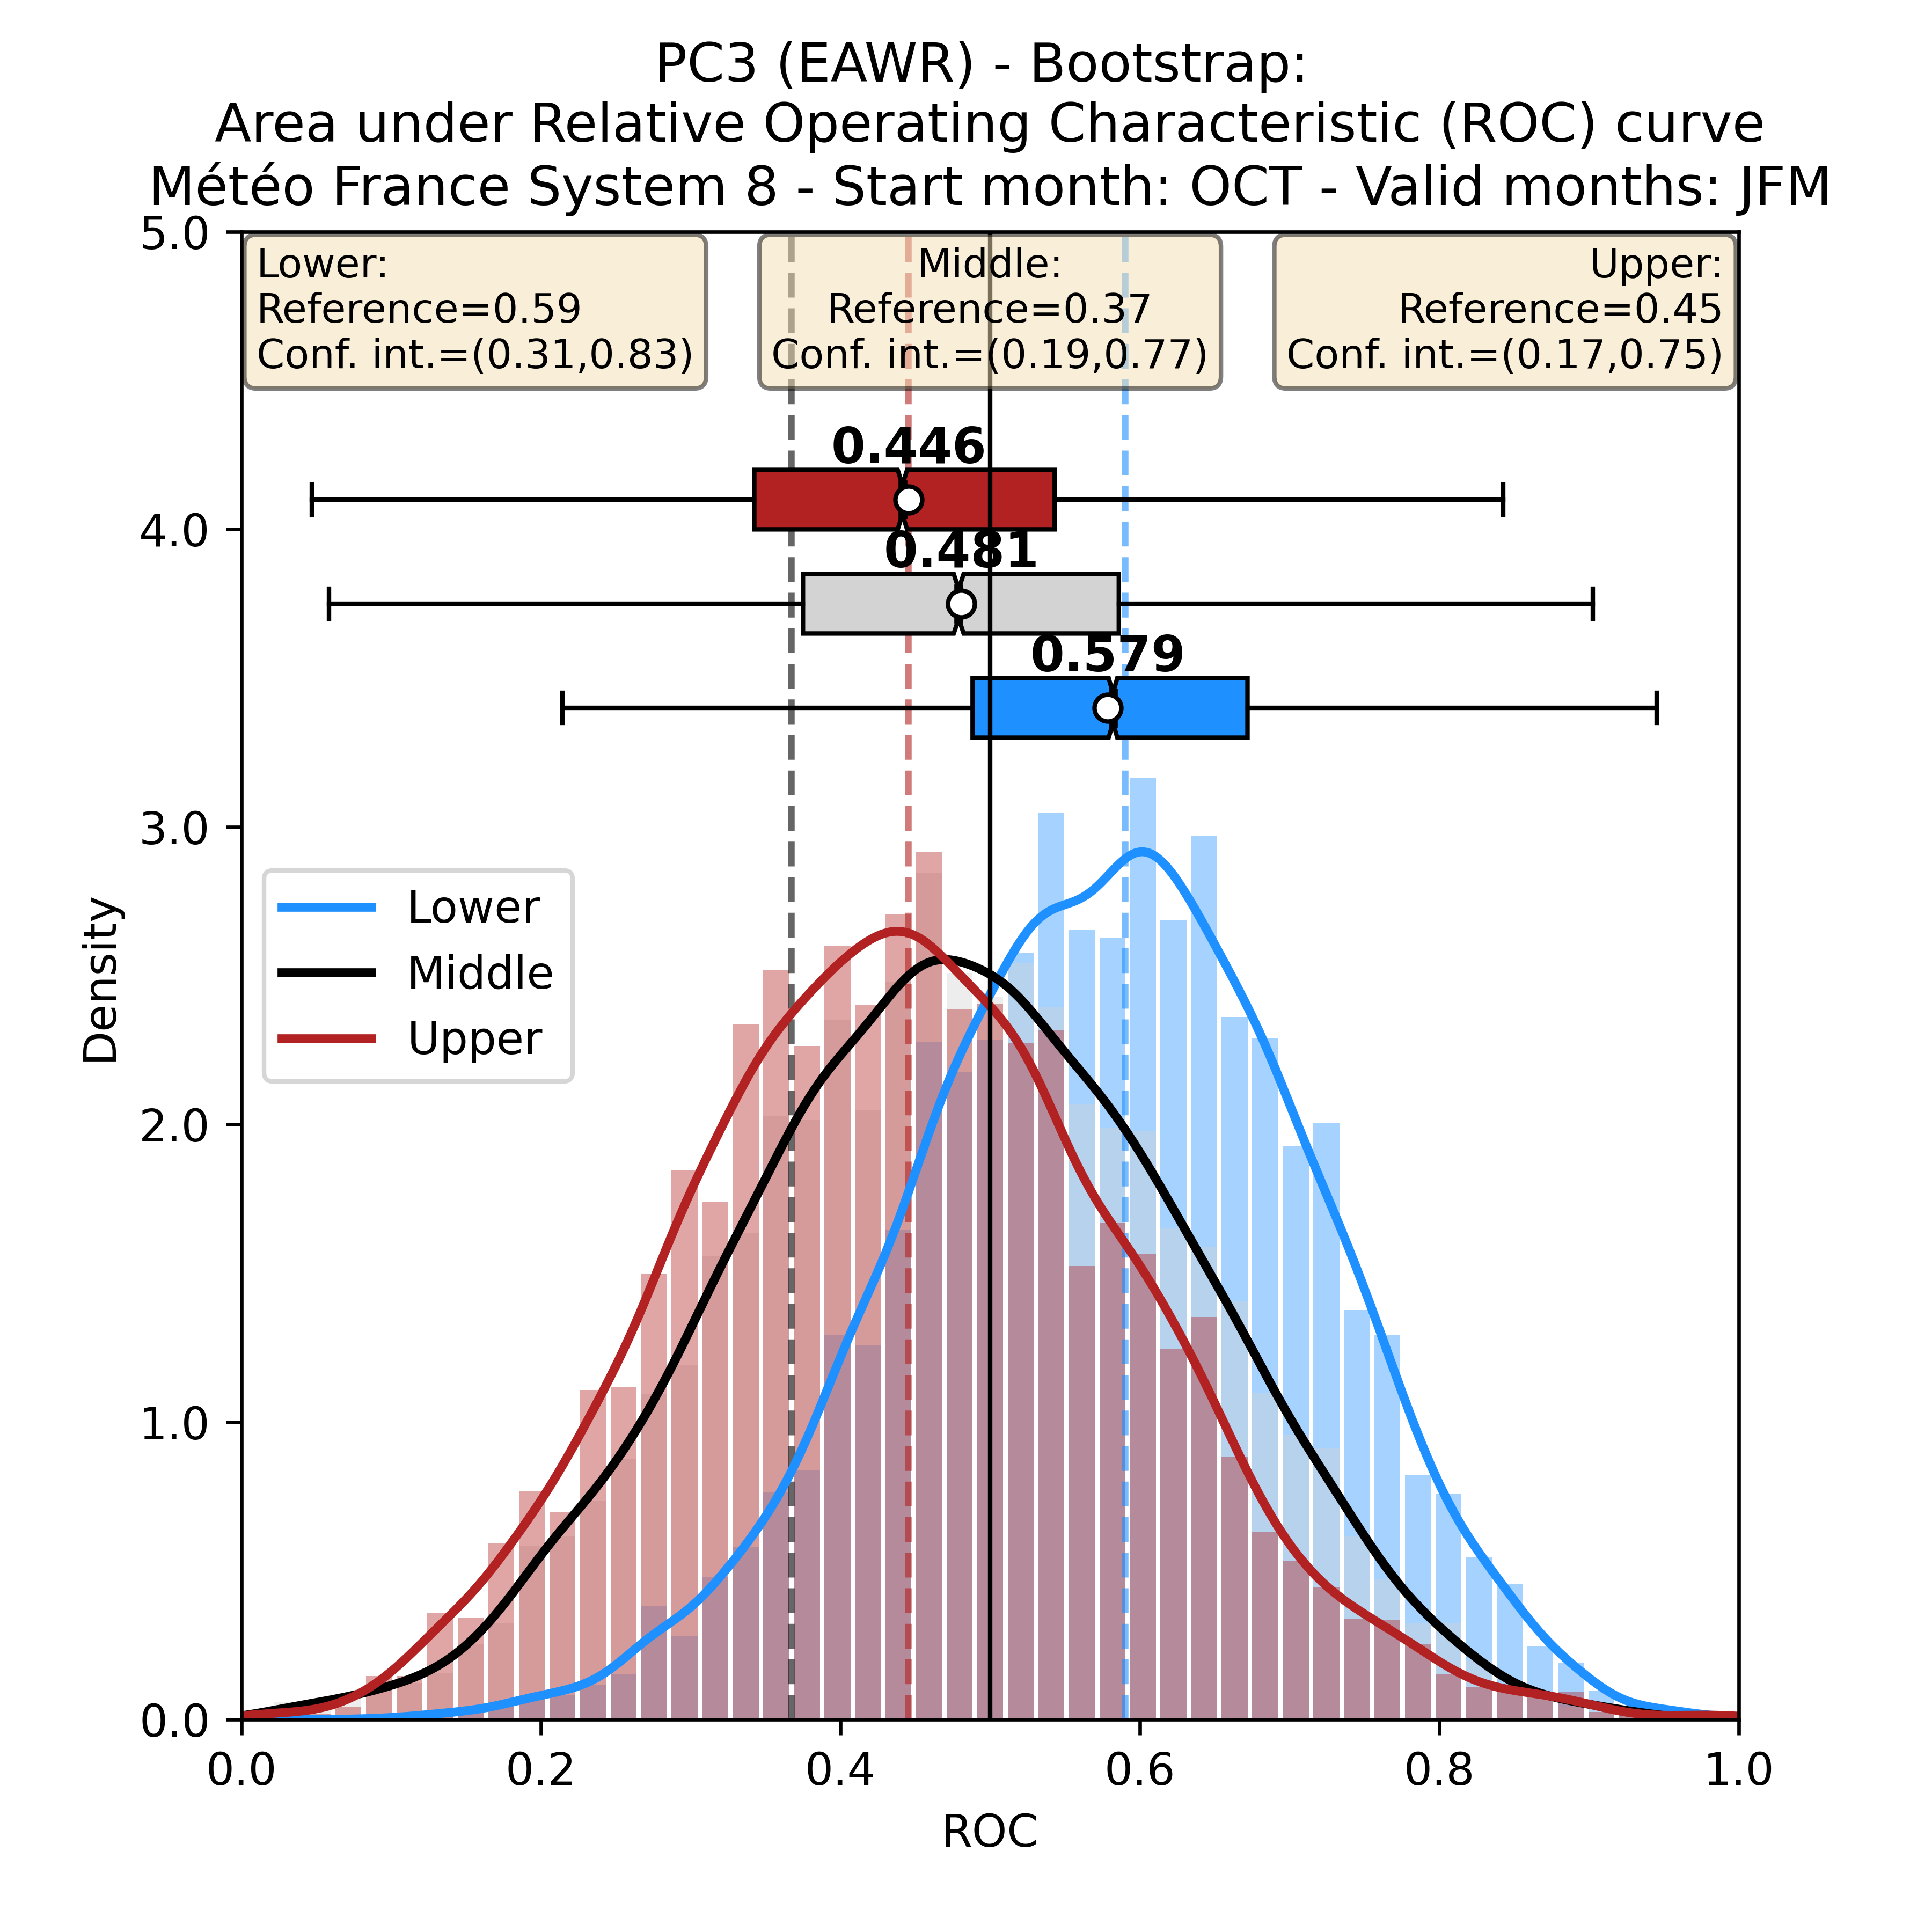 PC3 (EAWR) - Bootstrap:
Area under Relative Operating Characteristic (ROC) curve
Météo France System 8 - Start month: OCT - Valid months: JFM
Lower:
Reference=0.59
Conf. int.=(0.31,0.83)
Middle:
Reference=0.37
Conf. int.=(0.19,0.77)
Upper:
Reference=0.45
Conf. int.=(0.17,0.75)
0.446
0.481
0.579
Lower
Middle
Upper
Density
5.0
4.0
3.0
2.0
1.0
0.0
0.0 0.2 0.4 0.6 0.8 1.0
ROC